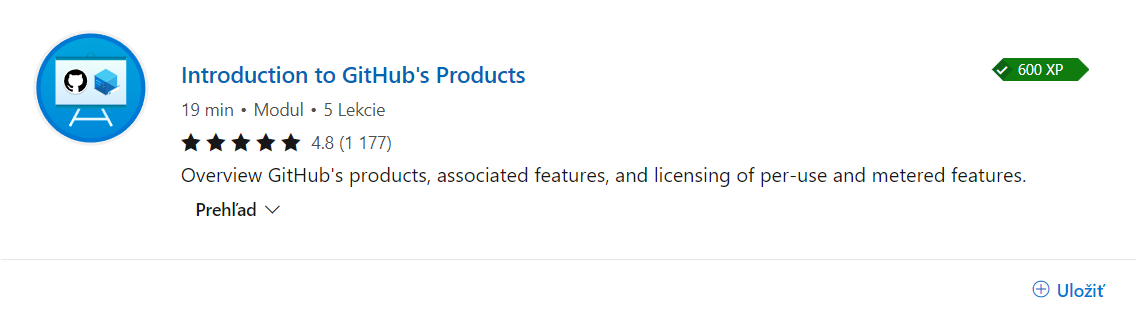 Introduction to GitHub's Products
600 XP
19 min • Modul • 5 Lekcie
4.8 (1 177)
Overview GitHub's products, associated features, and licensing of per-use and metered features.
Prehľad
Uložiť